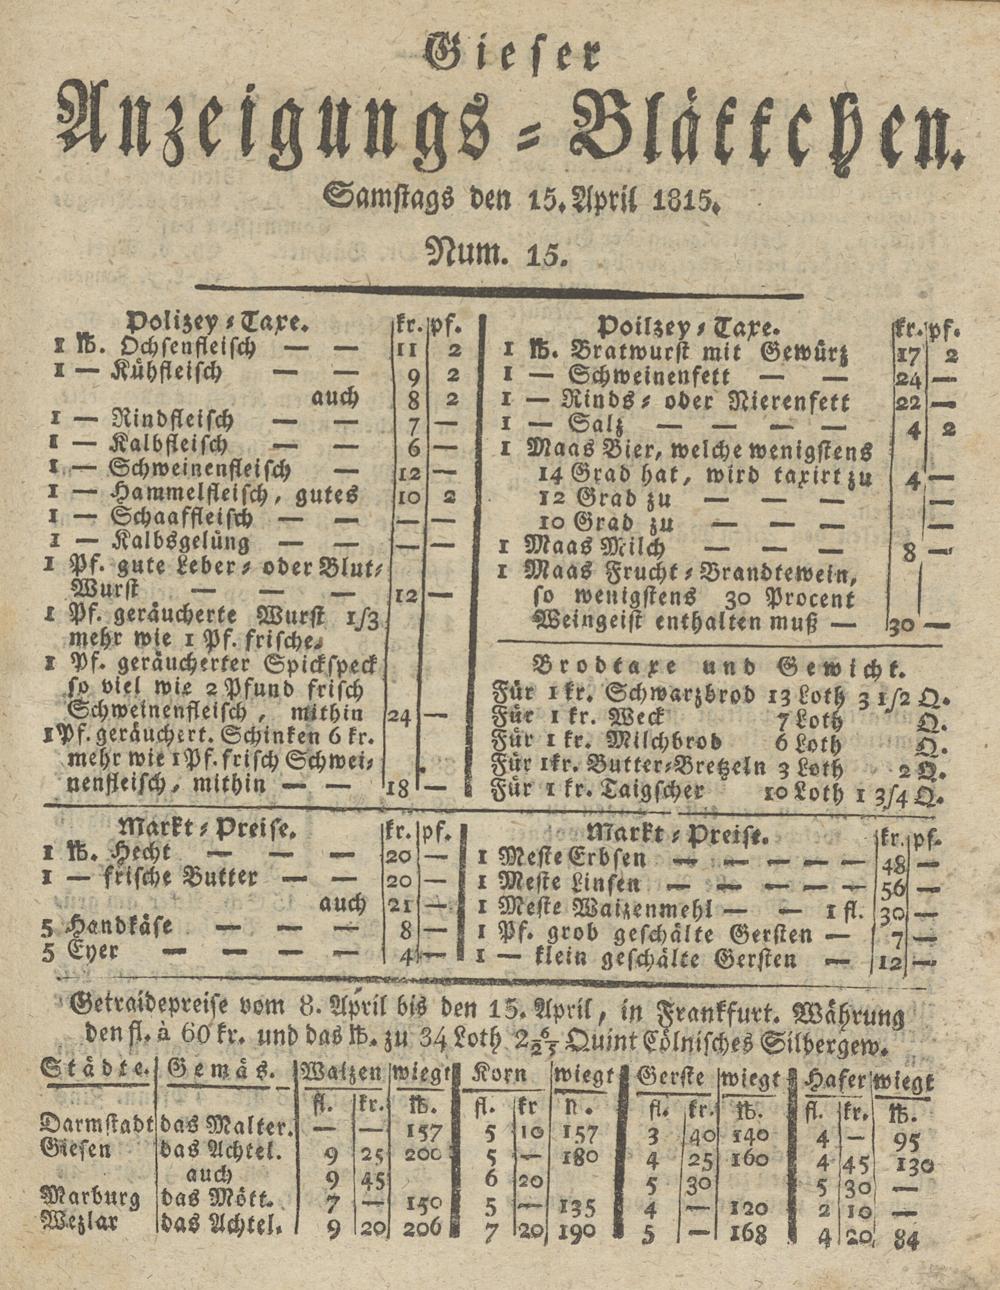 Gieser
Anzeigungs-Blättchen.
Samstags den 15. April 1815.
Num. 15.
Polizey-Taxe. kr. pf.
1 ℔. Ochsenfleisch — — 11 2
1 — Kühfleisch — — 9 2
auch 8 2
1 — Rindfleisch — — 7 —
1 — Kalbfleisch — — 6 —
1 — Schweinenfleisch — 12 —
1 — Hammelfleisch, gutes 10 2
1 — Schaaffleisch — — — —
1 — Kalbsgelüng — — — —
1 Pf. gute Leber- oder Blut-
Wurst — — — 12 —
1 Pf. geräucherte Wurst 1/3
mehr wie 1 Pf. frische.
1 Pf. geräucherter Spickspeck
so viel wie 2 Pfund frisch
Schweinenfleisch, mithin 24 —
1 Pf. geräuchert. Schinken 6 kr.
mehr wie 1 Pf. frisch Schwei-
nenfleisch, mithin — — 18 —
Poilzey-Taxe. kr. pf.
1 ℔. Bratwurst mit Gewürz 17 2
1 — Schweinenfett — — 24 —
1 — Rinds- oder Nierenfett 22 —
1 — Salz — — — — 4 2
1 Maas Bier, welche wenigstens
14 Grad hat, wird taxirt zu 4 —
12 Grad zu — — — —
10 Grad zu — — — —
1 Maas Milch — — — 8 —
1 Maas Frucht-Brandtewein,
so wenigstens 30 Procent
Weingeist enthalten muß — 30 —
Brodtaxe und Gewicht.
Für 1 kr. Schwarzbrod 13 Loth 3 1/2 Q.
Für 1 kr. Weck 7 Loth Q.
Für 1 kr. Milchbrod 6 Loth Q.
Für 1kr. Butter-Bretzeln 3 Loth 2 Q.
Für 1 kr. Taigscher 10 Loth 1 3/4 Q.
Markt-Preise. kr. pf.
1 ℔. Hecht — — — 20 —
1 — frische Butter — — 20 —
auch 21 —
5 Handkäse — — — 8 —
5 Eyer — — — — 4 —
Markt-Preise. kr. pf.
1 Meste Erbsen — — — — — 48 —
1 Meste Linsen — — — — — 56 —
1 Meste Waizenmehl — — 1 fl. 30 —
1 Pf. grob geschälte Gersten — 7 —
1 — klein geschälte Gersten — 12 —
Getraidepreise vom 8. April bis den 15. April, in Frankfurt. Währung
den fl. à 60 kr. und das ℔. zu 34 Loth 2 Quint Cölnisches Silbergew.
Städte. Gemäs. Waizen wiegt Korn wiegt Gerste wiegt Hafer wiegt
fl. kr. ℔. fl. kr ℔. fl. kr. ℔. fl. kr. ℔.
Darmstadt das Malter. — — 157 5 10 157 3 40 140 4 — 95
Giesen das Achtel. 9 25 200 5 — 180 4 25 160 4 45 130
auch 9 45 6 20 5 30 5 30 —
Marburg das Mött. 7 — 150 5 — 135 4 — 120 2 10 —
Wezlar das Achtel. 9 20 206 7 20 190 5 — 168 4 20 84